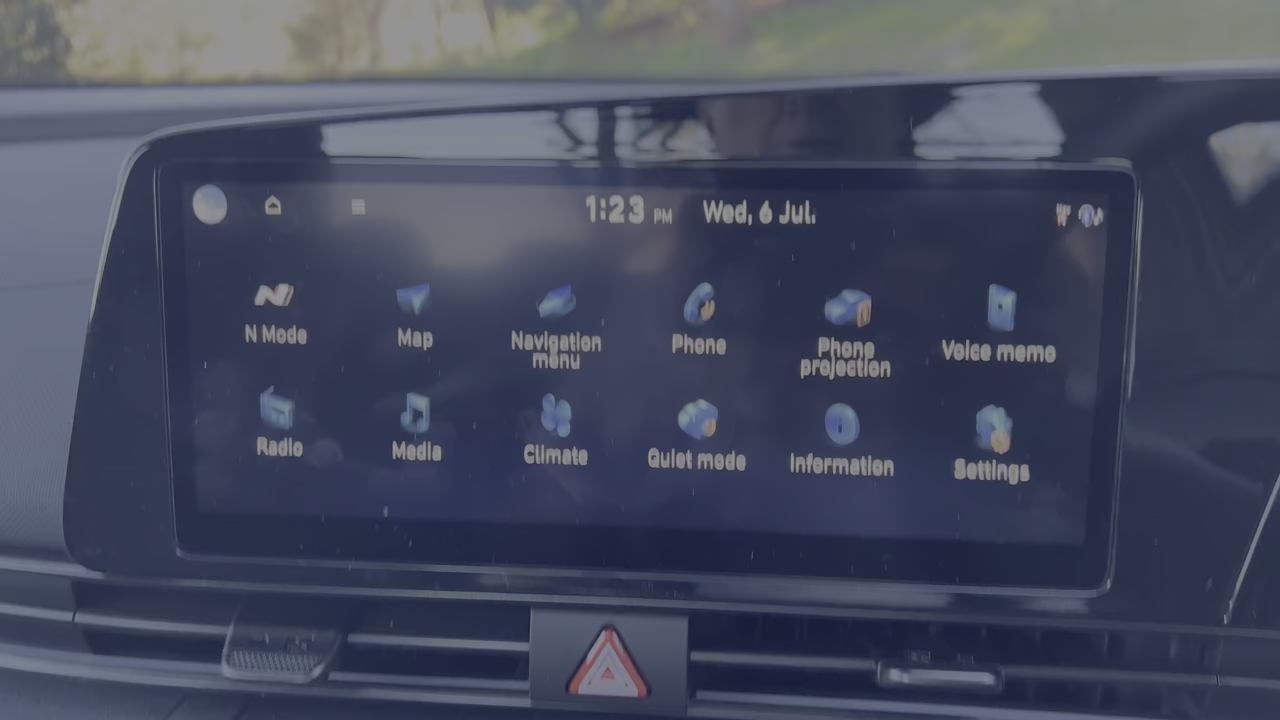 1:23 PM Wed, 6 Jul.
N Mode
Map
Navigation
menu
Phone
Phone
projection
Voice memo
Radio
Media
Climate
Quiet mode
Information
Settings